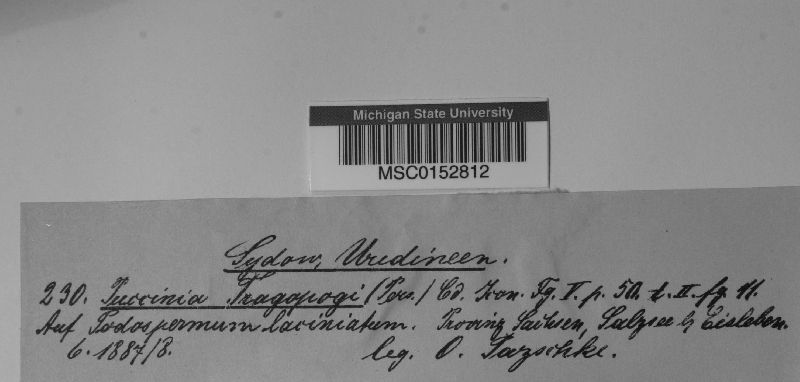 Michigan State University
MSC0152812
Sydow, Uredineen.
230. Puccinia Tragopogi (Pers.) Cd. Icon. Fg. V. p. 50. t. II. fg. 11.
Auf Podospermum laciniatum. Provinz Sachsen, Salzsee b. Eisleben.
6. 1887/8. leg. O. Jazschke.